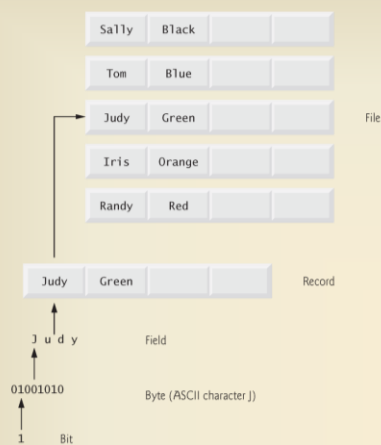 Sally Black
Tom Blue
Judy Green File
Iris Orange
Randy Red
Judy Green Record
J u d y Field
01001010 Byte (ASCII character J)
1 Bit